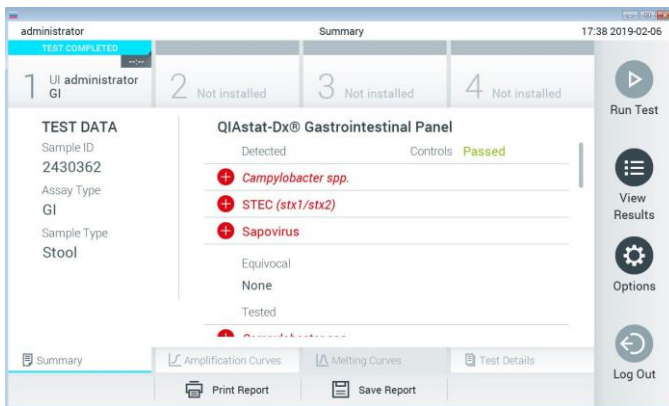 administrator Summary 17:38 2019-02-06
TEST COMPLETED
--:--
1 UI administrator
GI
2 Not installed
3 Not installed
4 Not installed
Run Test
View
Results
Options
Log Out
TEST DATA
Sample ID
2430362
Assay Type
GI
Sample Type
Stool
QIAstat-Dx® Gastrointestinal Panel
Detected Controls Passed
Campylobacter spp.
STEC (stx1/stx2)
Sapovirus
Equivocal
None
Tested
Summary Amplification Curves Melting Curves Test Details
Print Report Save Report